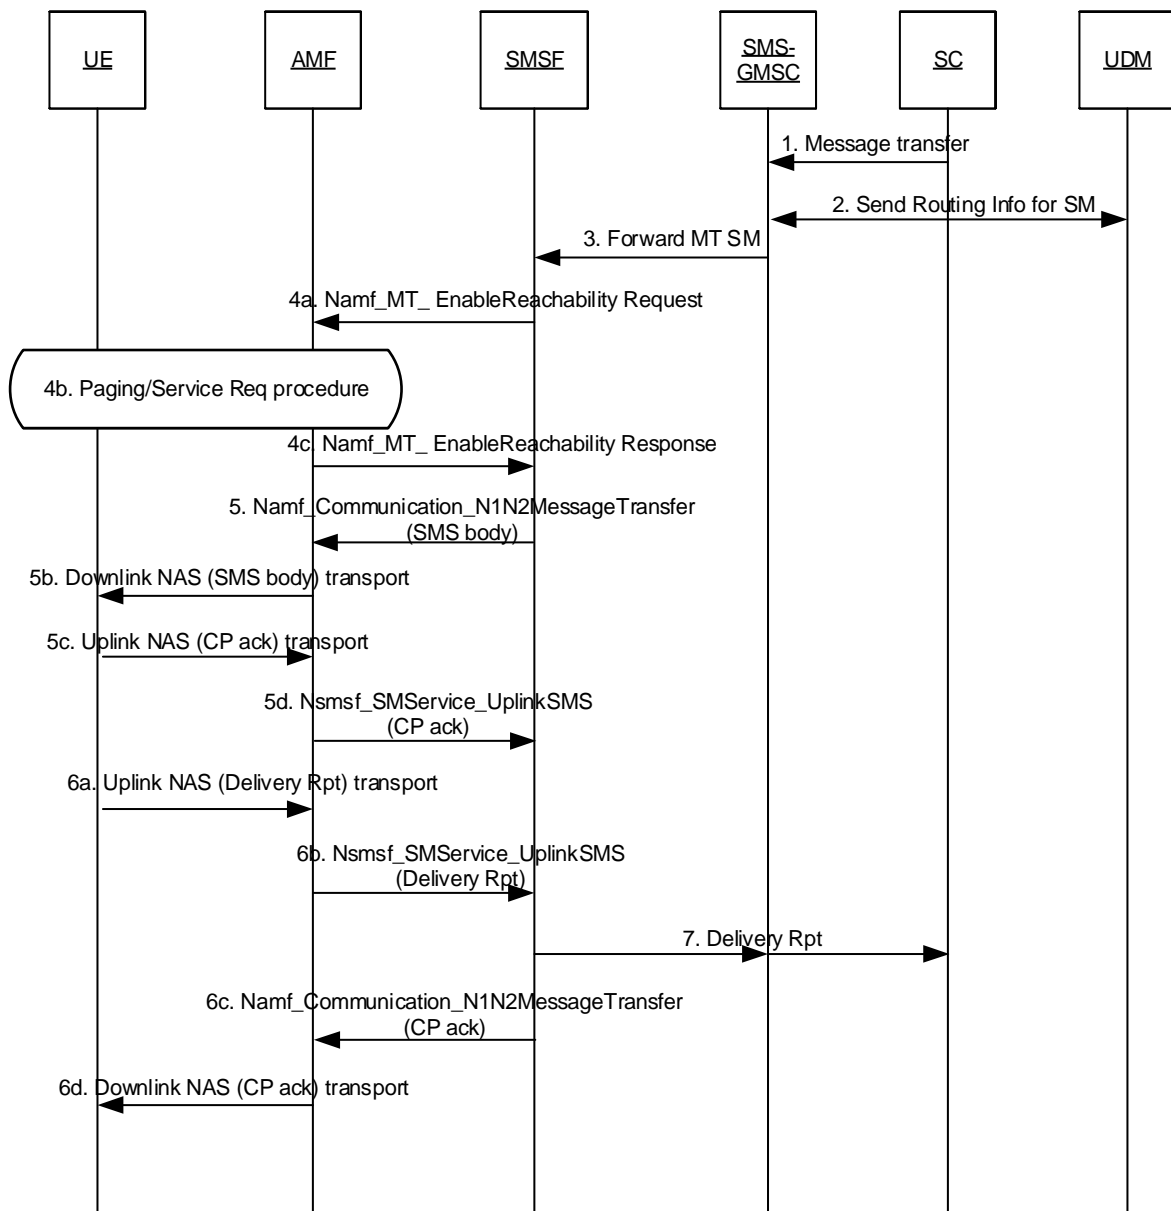 UE
AMF
SMSF
SMS-
GMSC
SC
UDM
1. Message transfer
2. Send Routing Info for SM
3. Forward MT SM
4a. Namf_MT_ EnableReachability Request
4b. Paging/Service Req procedure
4c. Namf_MT_ EnableReachability Response
5. Namf_Communication_N1N2MessageTransfer
(SMS body)
5b. Downlink NAS (SMS body) transport
5c. Uplink NAS (CP ack) transport
5d. Nsmsf_SMService_UplinkSMS
(CP ack)
6a. Uplink NAS (Delivery Rpt) transport
6b. Nsmsf_SMService_UplinkSMS
(Delivery Rpt)
7. Delivery Rpt
6c. Namf_Communication_N1N2MessageTransfer
(CP ack)
6d. Downlink NAS (CP ack) transport